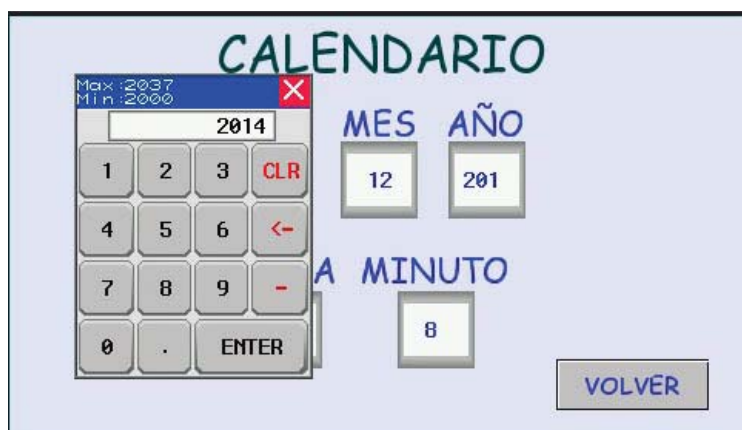 CALENDARIO
Max:2037
Min:2000
2014
1 2 3 CLR
4 5 6 <-
7 8 9 -
0 . ENTER
MES AÑO
12 201
A MINUTO
8
VOLVER